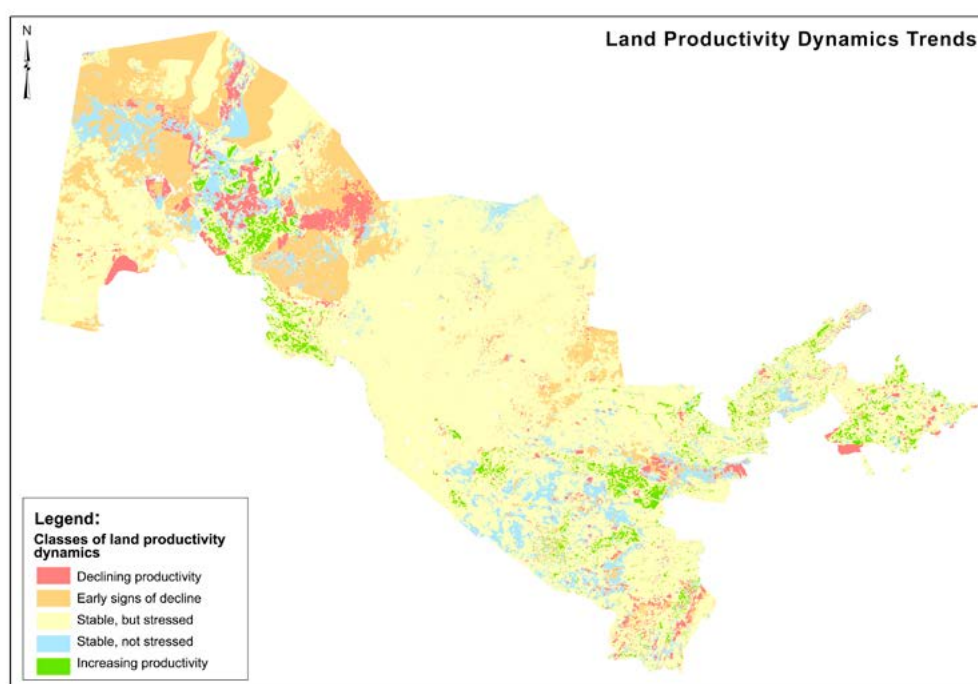 N
Land Productivity Dynamics Trends
Legend:
Classes of land productivity
dynamics
Declining productivity
Early signs of decline
Stable, but stressed
Stable, not stressed
Increasing productivity